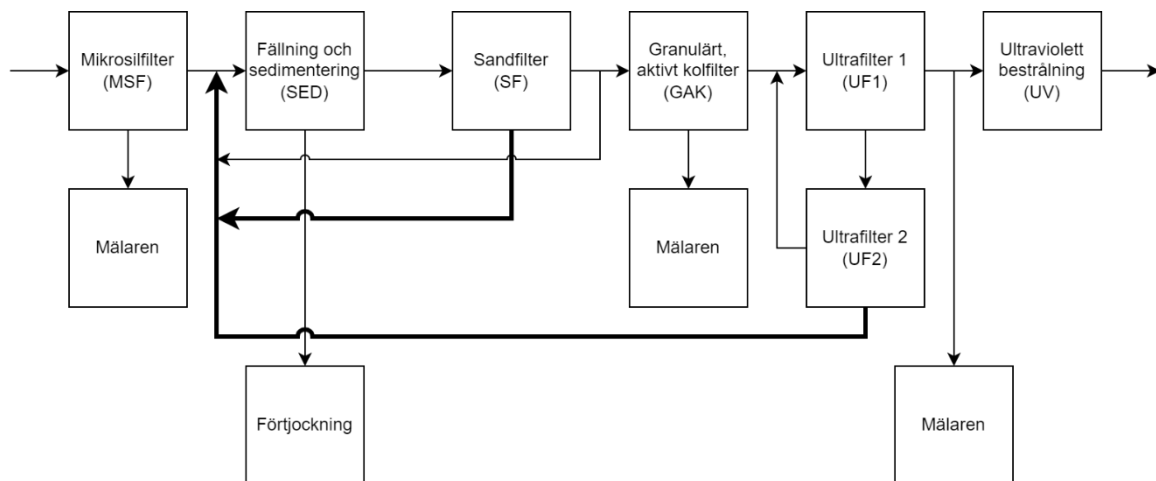 Mikrosilfilter
(MSF)
Fällning och
sedimentering
(SED)
Sandfilter
(SF)
Granulärt,
aktivt kolfilter
(GAK)
Ultrafilter 1
(UF1)
Ultraviolett
bestrålning
(UV)
Mälaren
Mälaren
Ultrafilter 2
(UF2)
Förtjockning
Mälaren